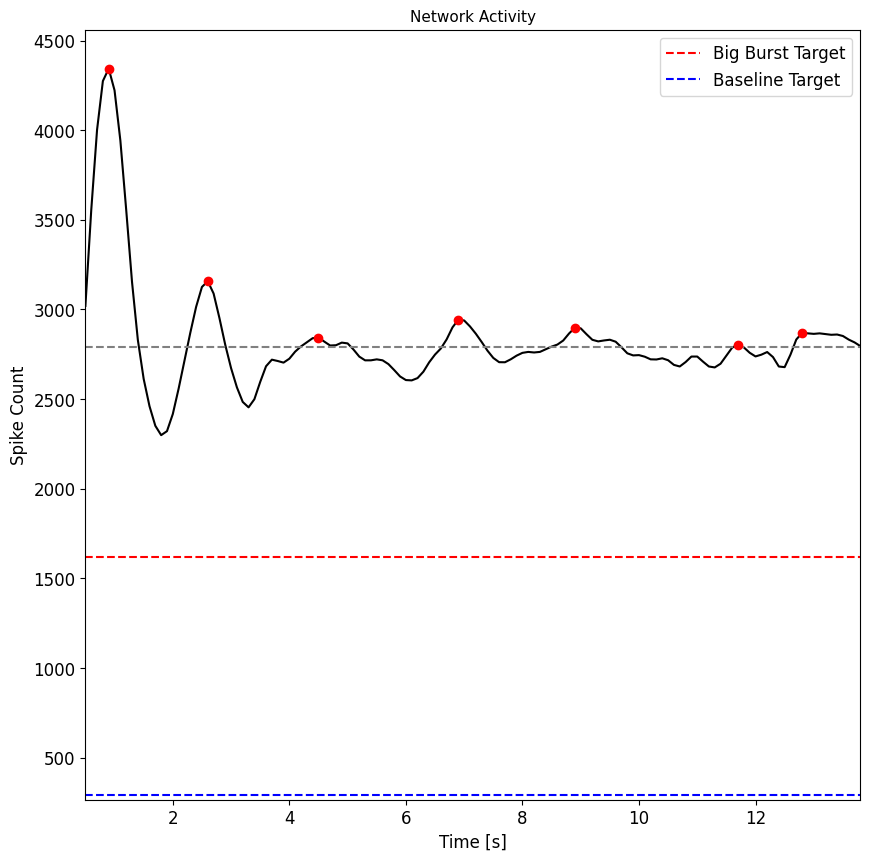 Network Activity
Big Burst Target
Baseline Target
4500
4000
3500
3000
2500
2000
1500
1000
500
Spike Count
2 4 6 8 10 12
Time [s]